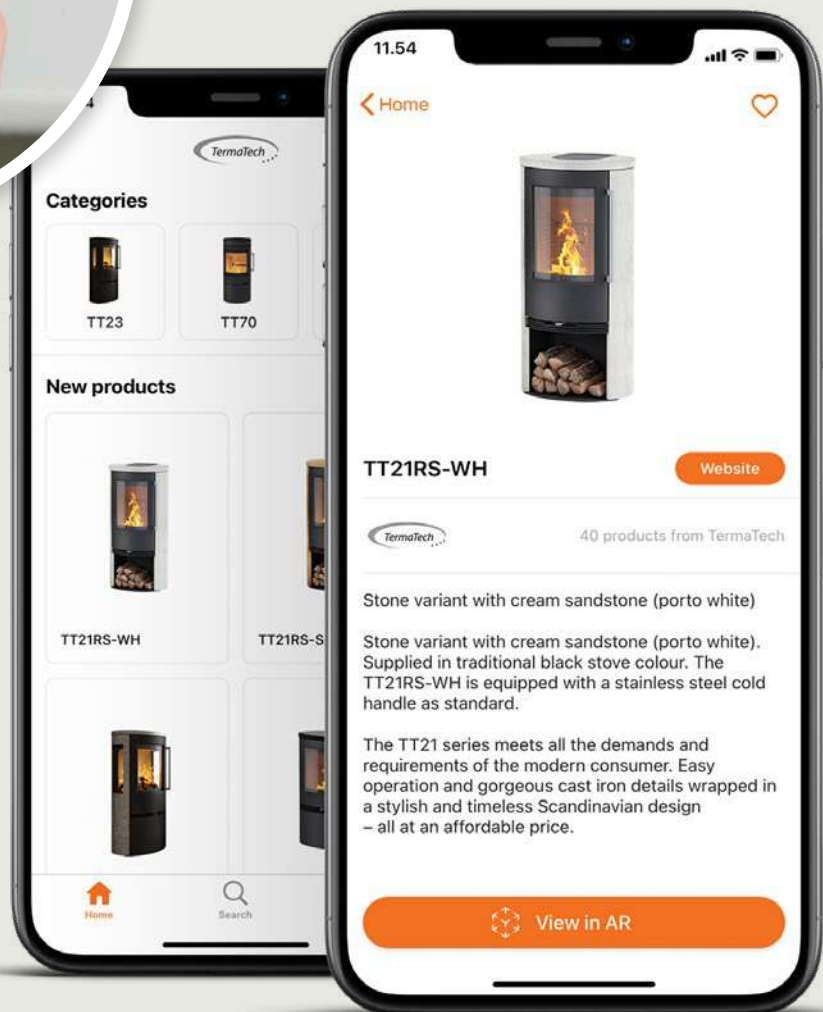 TermaTech
Categories
TT23
TT70
New products
TT21RS-WH
TT21RS-S
Home
Search
11.54
Home
TT21RS-WH
Website
TermaTech
40 products from TermaTech
Stone variant with cream sandstone (porto white)
Stone variant with cream sandstone (porto white).
Supplied in traditional black stove colour. The
TT21RS-WH is equipped with a stainless steel cold
handle as standard.
The TT21 series meets all the demands and
requirements of the modern consumer. Easy
operation and gorgeous cast iron details wrapped in
a stylish and timeless Scandinavian design
– all at an affordable price.
View in AR